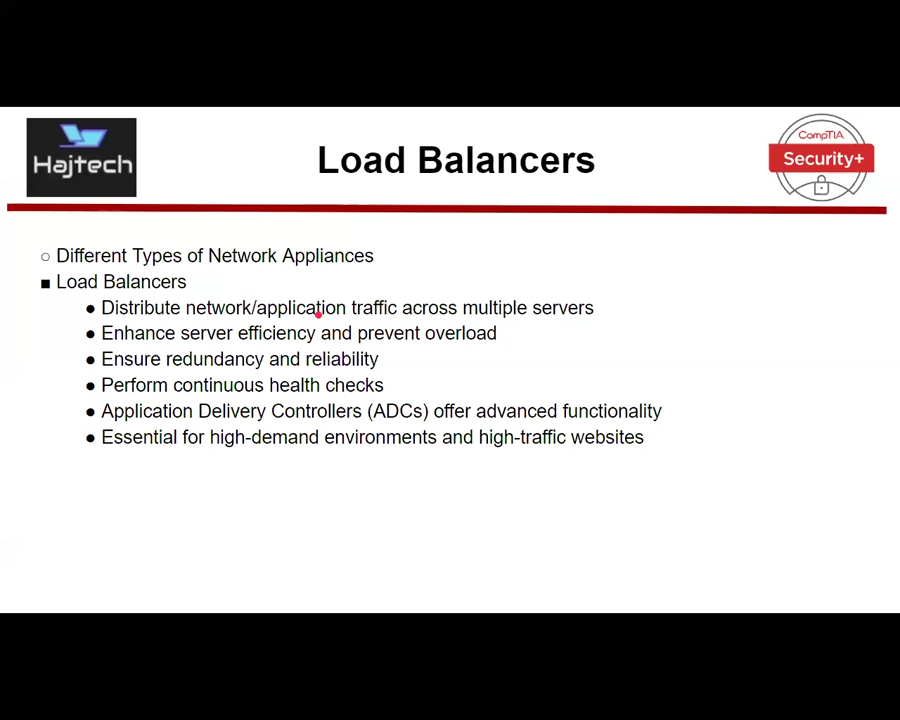 Hajtech
Load Balancers
CompTIA
Security+
○ Different Types of Network Appliances
■ Load Balancers
● Distribute network/application traffic across multiple servers
● Enhance server efficiency and prevent overload
● Ensure redundancy and reliability
● Perform continuous health checks
● Application Delivery Controllers (ADCs) offer advanced functionality
● Essential for high-demand environments and high-traffic websites